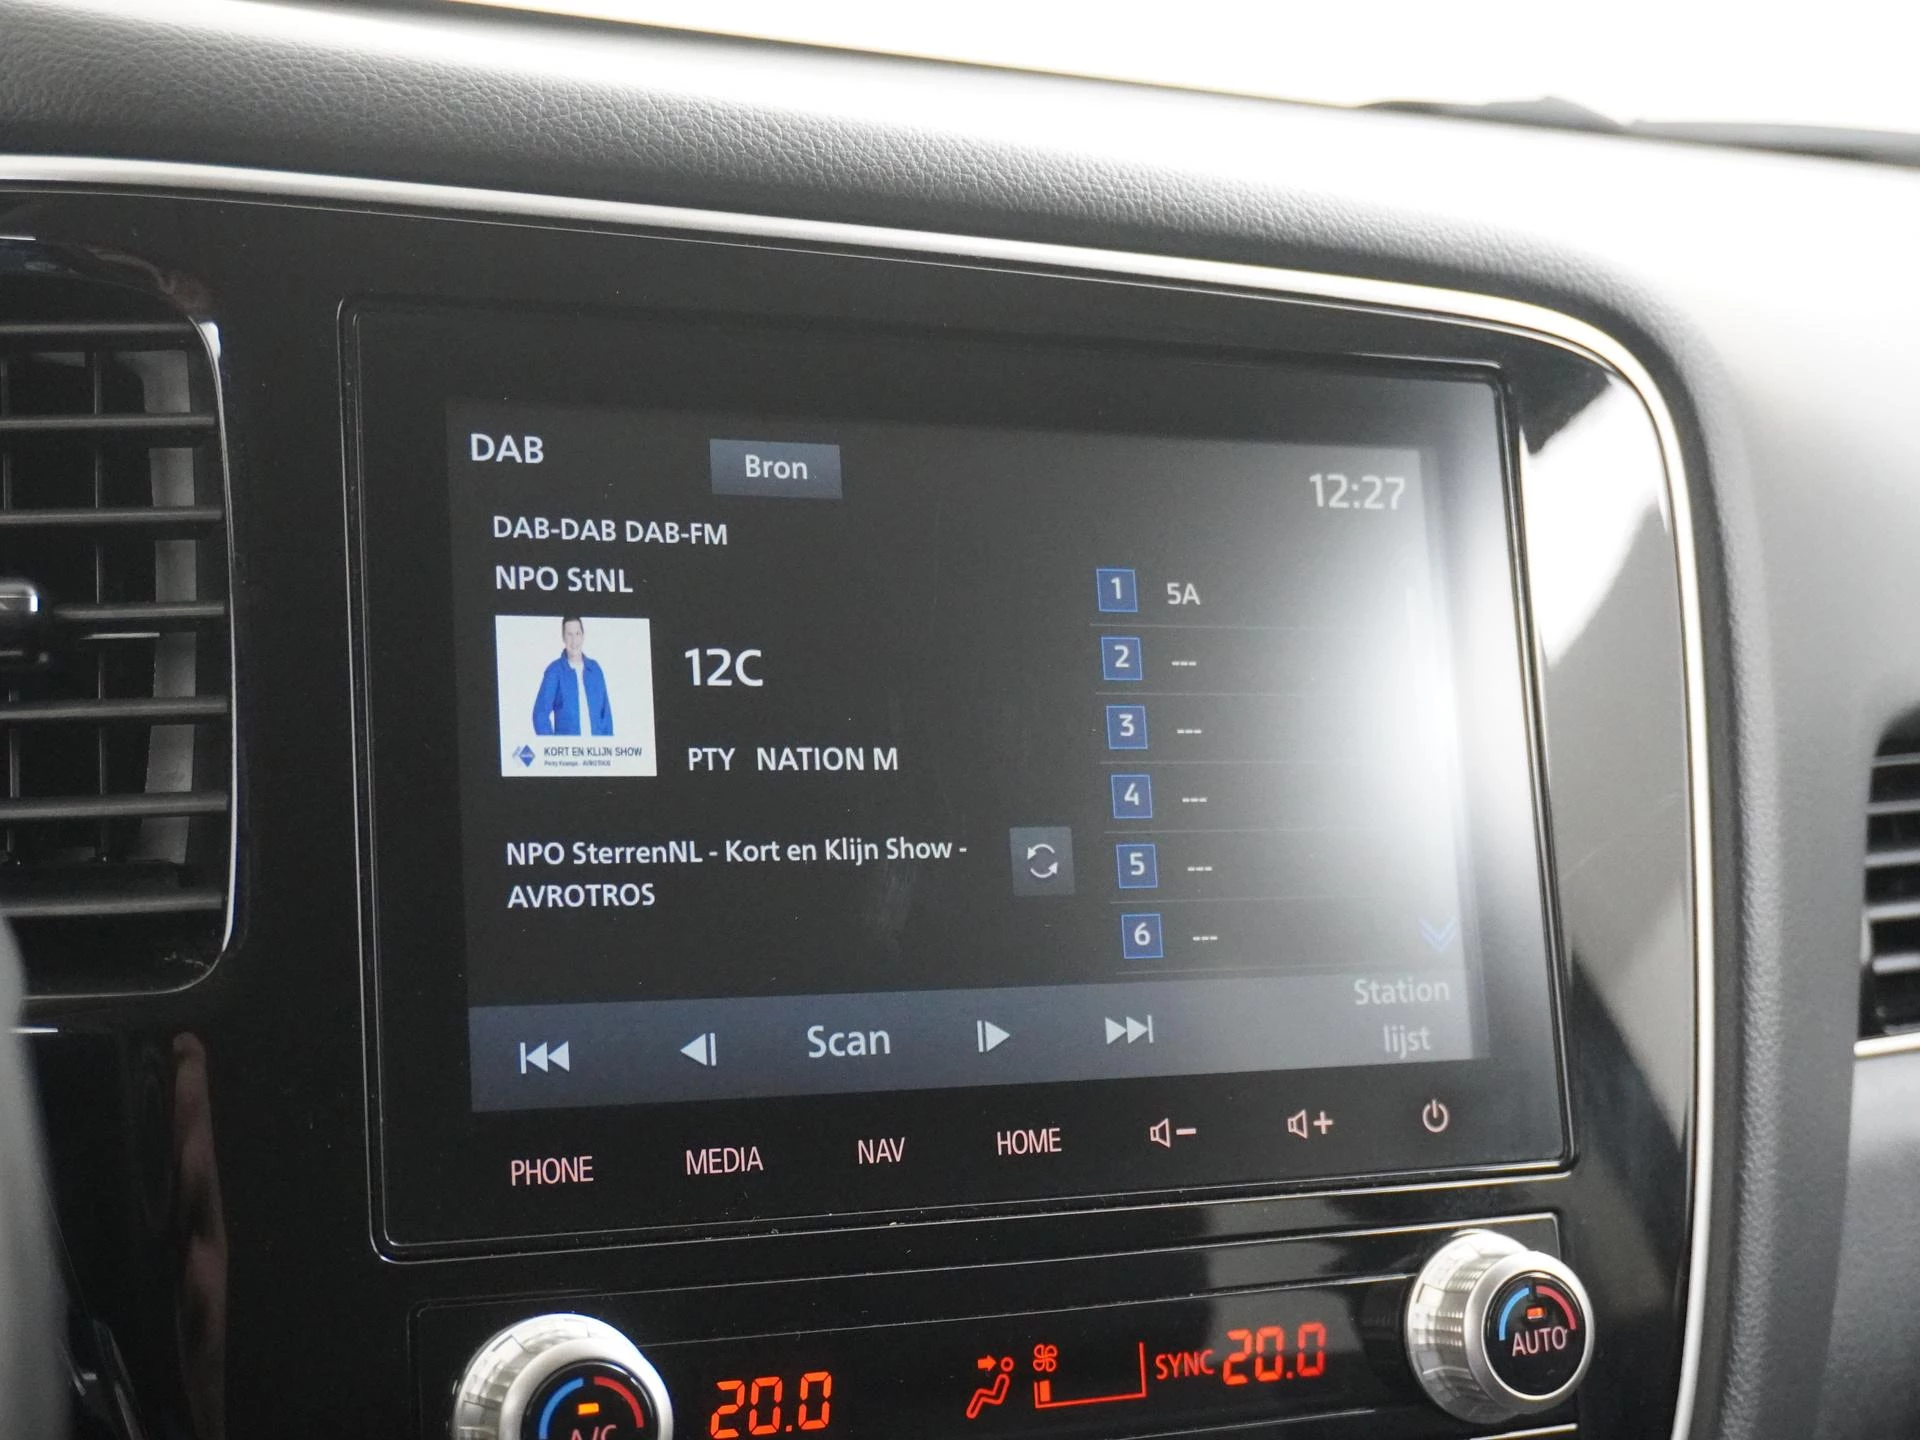 DAB
Bron
12:27
DAB-DAB DAB-FM
NPO StNL
12C
KORT EN KLIJN SHOW
PTY NATION M
NPO SterrenNL - Kort en Klijn Show -
AVROTROS
1 5A
2 ---
3 ---
4 ---
5 ---
6 ---
Scan
Station
lijst
PHONE
MEDIA
NAV
HOME
20.0
SYNC 20.0
AUTO
A/C